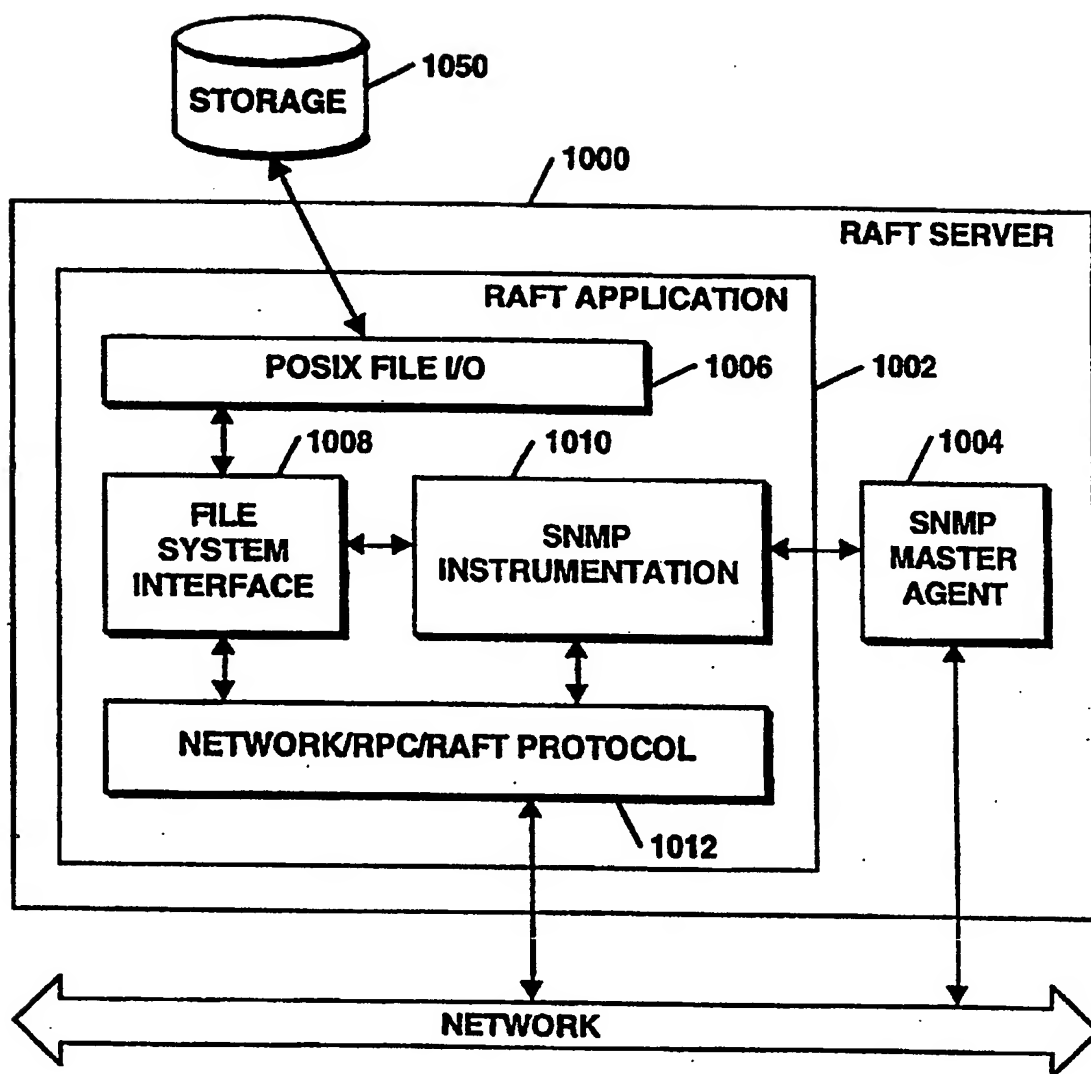 STORAGE
1050
1000
RAFT SERVER
RAFT APPLICATION
POSIX FILE I/O
1006
1002
1008
1010
1004
FILE
SYSTEM
INTERFACE
SNMP
INSTRUMENTATION
SNMP
MASTER
AGENT
NETWORK/RPC/RAFT PROTOCOL
1012
NETWORK